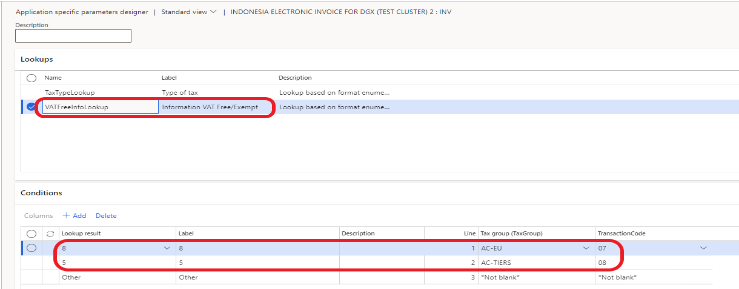 Application specific parameters designer | Standard view | INDONESIA ELECTRONIC INVOICE FOR DGX (TEST CLUSTER) 2 : INV
Description
Lookups
Name Label Description
TaxTypeLookup Type of tax Lookup based on format enume...
VATFreeInfoLookup Information VAT Free/Exempt Lookup based on format enume...
Conditions
Columns + Add Delete
Lookup result Label Description Line Tax group (TaxGroup) TransactionCode
8 8 1 AC-EU 07
5 5 2 AC-TIERS 08
Other Other 3 *Not blank* *Not blank*